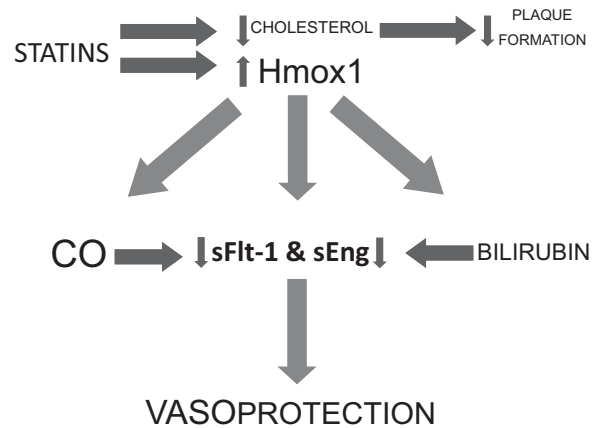 STATINS
CHOLESTEROL
PLAQUE
FORMATION
Hmox1
CO
sFlt-1 & sEng
BILIRUBIN
VASOPROTECTION